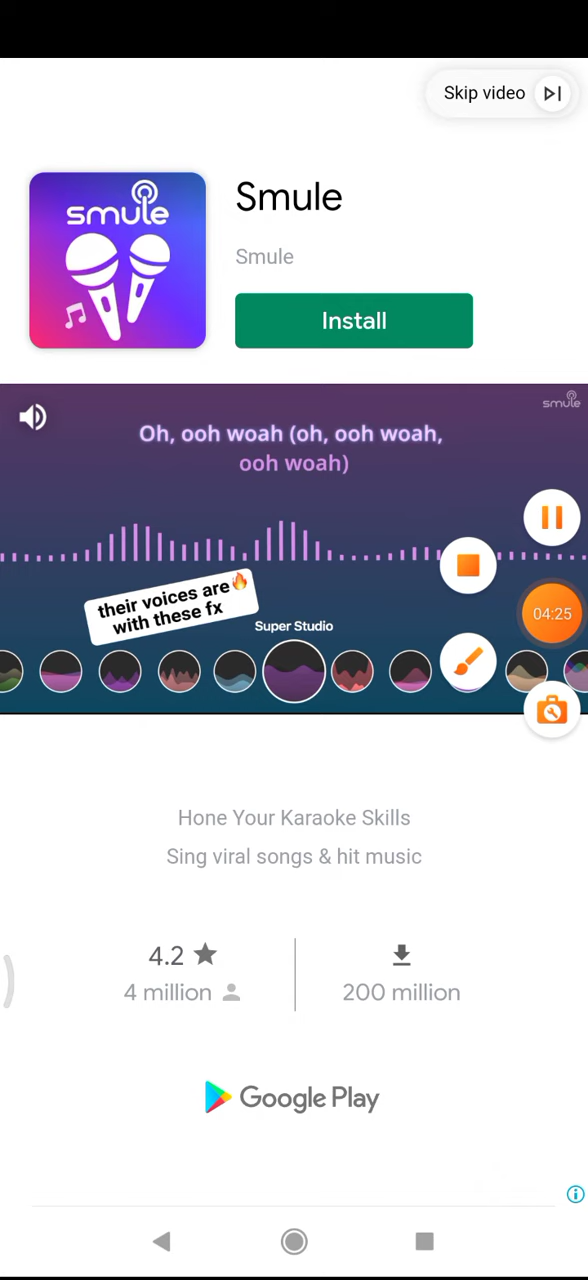 Skip video
smule
Smule
Smule
Install
smule
Oh, ooh woah (oh, ooh woah,
ooh woah)
their voices are🔥
with these fx
04:25
Super Studio
Hone Your Karaoke Skills
Sing viral songs & hit music
4.2 ★
4 million
200 million
Google Play